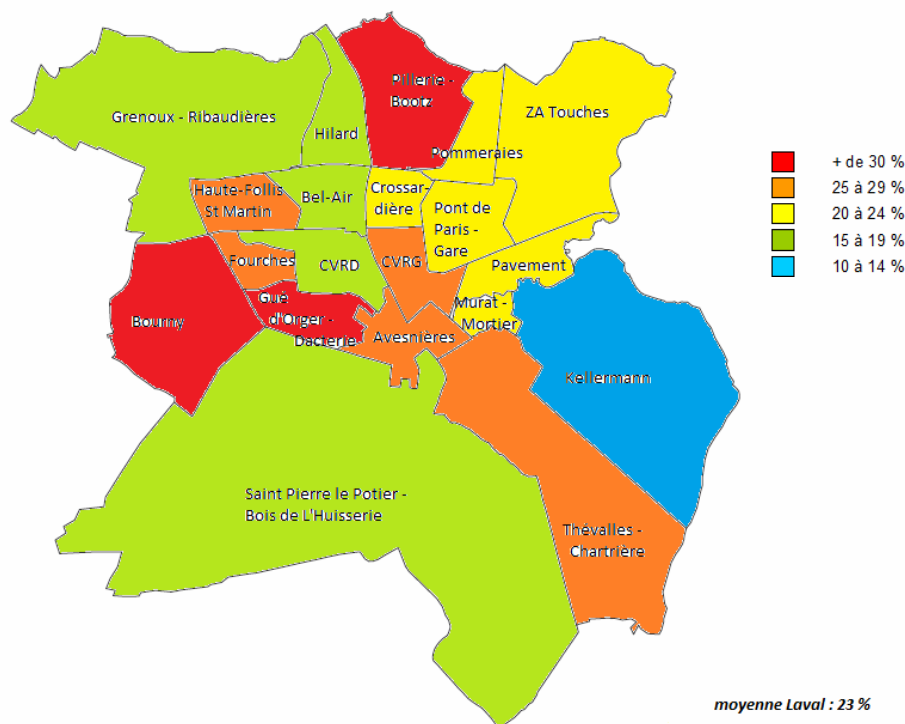 Pillerie -
Bootz
ZA Touches
Grenoux - Ribaudières
Hilard
Pommeraies
+ de 30 %
25 à 29 %
20 à 24 %
15 à 19 %
10 à 14 %
Haute-Follis
St Martin
Bel-Air
Crossar-
dière
Pont de
Paris -
Gare
Fourches
CVRD
CVRG
Pavement
Gué
d'Orger -
Dacterie
Murat -
Mortier
Bourny
Avesnières
Kellermann
Saint Pierre le Potier -
Bois de L'Huisserie
Thévalles -
Chartrière
moyenne Laval : 23 %